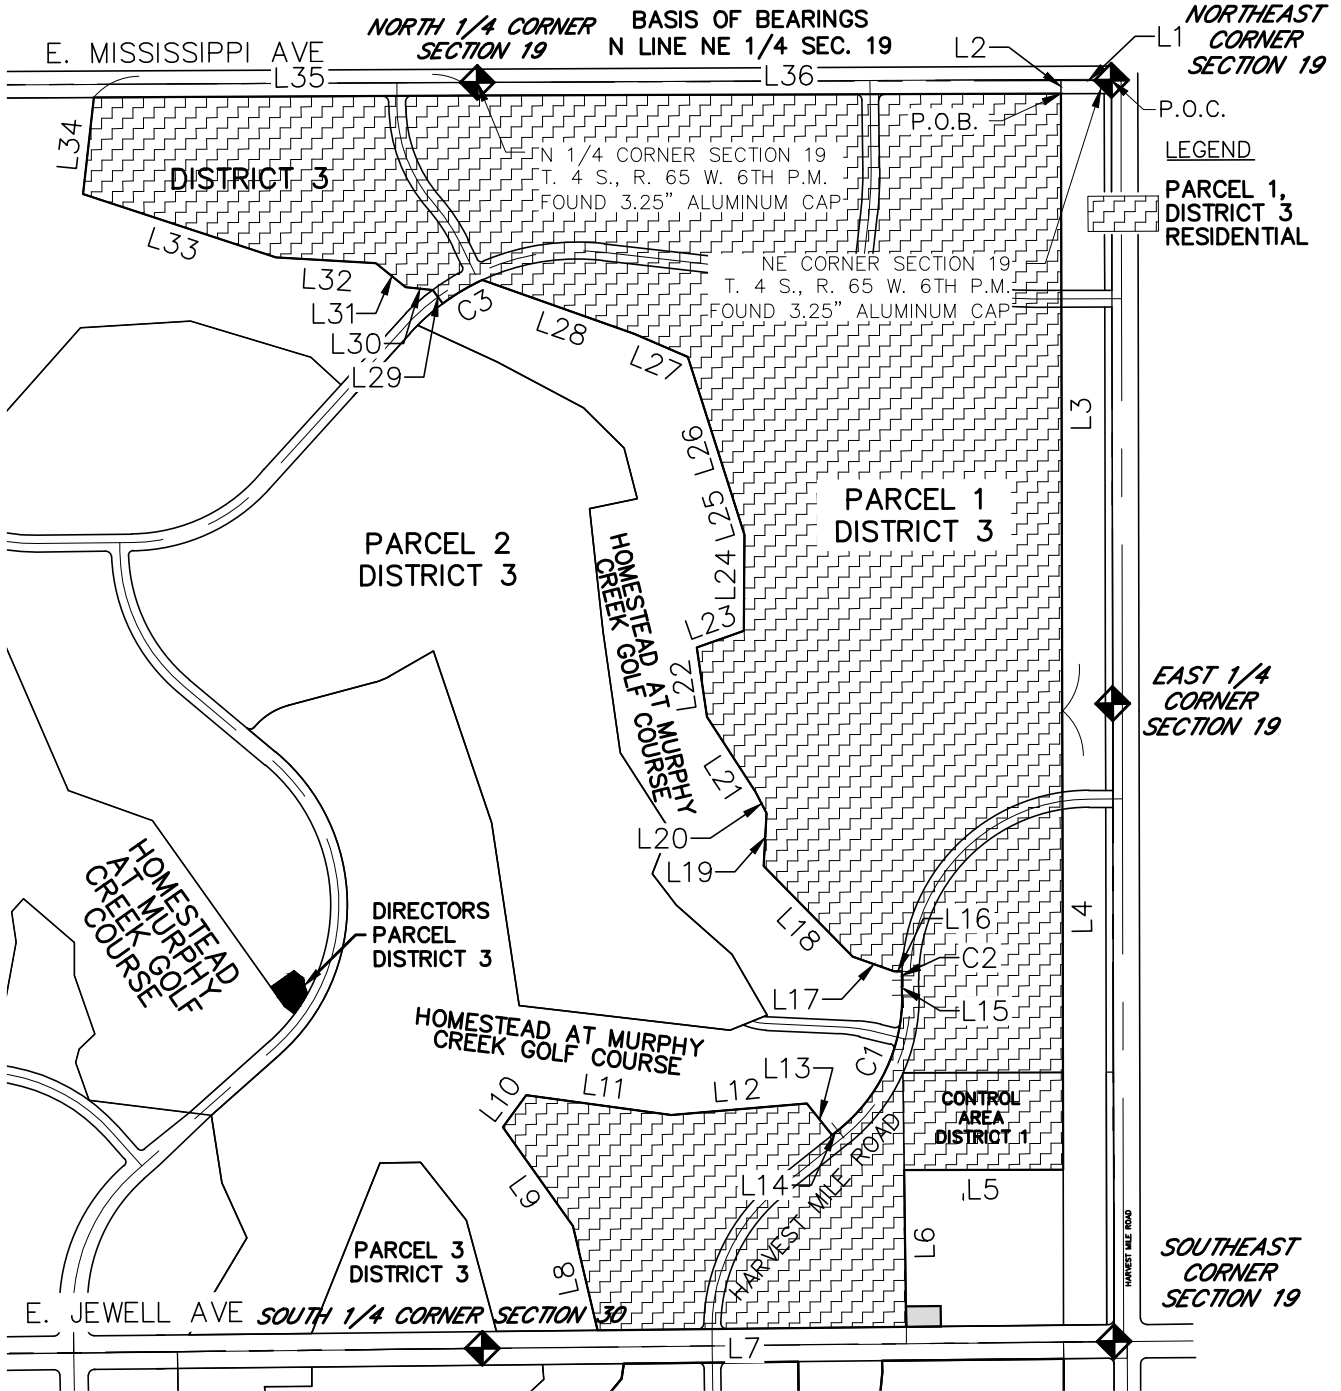 NORTH 1/4 CORNER
SECTION 19
BASIS OF BEARINGS
N LINE NE 1/4 SEC. 19
L2
L1
NORTHEAST
CORNER
SECTION 19
E. MISSISSIPPI AVE
L35
L36
P.O.B.
P.O.C.
LEGEND
PARCEL 1,
DISTRICT 3
RESIDENTIAL
L34
DISTRICT 3
N 1/4 CORNER SECTION 19
T. 4 S., R. 65 W. 6TH P.M.
FOUND 3.25" ALUMINUM CAP
NE CORNER SECTION 19
T. 4 S., R. 65 W. 6TH P.M.
FOUND 3.25" ALUMINUM CAP
L33
L32
L31
L30
L29
C3
L28
L27
L26
L25
L24
L23
L22
L21
L20
L19
L18
L17
L3
PARCEL 1
DISTRICT 3
PARCEL 2
DISTRICT 3
HOMESTEAD AT MURPHY
CREEK GOLF COURSE
EAST 1/4
CORNER
SECTION 19
L4
L16
C2
L15
HOMESTEAD
AT MURPHY
CREEK GOLF
COURSE
DIRECTORS
PARCEL
DISTRICT 3
HOMESTEAD AT MURPHY
CREEK GOLF COURSE
C1
L13
L12
L11
L10
L9
L8
L14
HARVEST MILE ROAD
CONTROL
AREA
DISTRICT 1
L5
L6
HARVEST MILE ROAD
PARCEL 3
DISTRICT 3
SOUTHEAST
CORNER
SECTION 19
E. JEWELL AVE
SOUTH 1/4 CORNER SECTION 30
L7